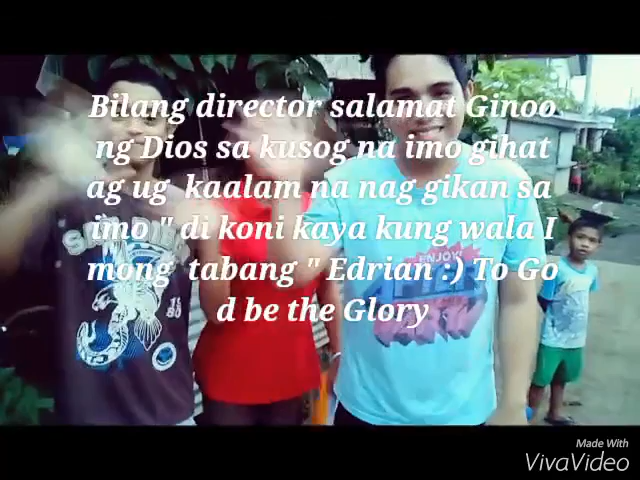 Bilang director salamat Ginoo
ng Dios sa kusog na imo gihat
ag ug  kaalam na nag gikan sa
imo " di koni kaya kung wala I
mong  tabang " Edrian :) To Go
d be the Glory
ENJOY!
Made With
VivaVideo